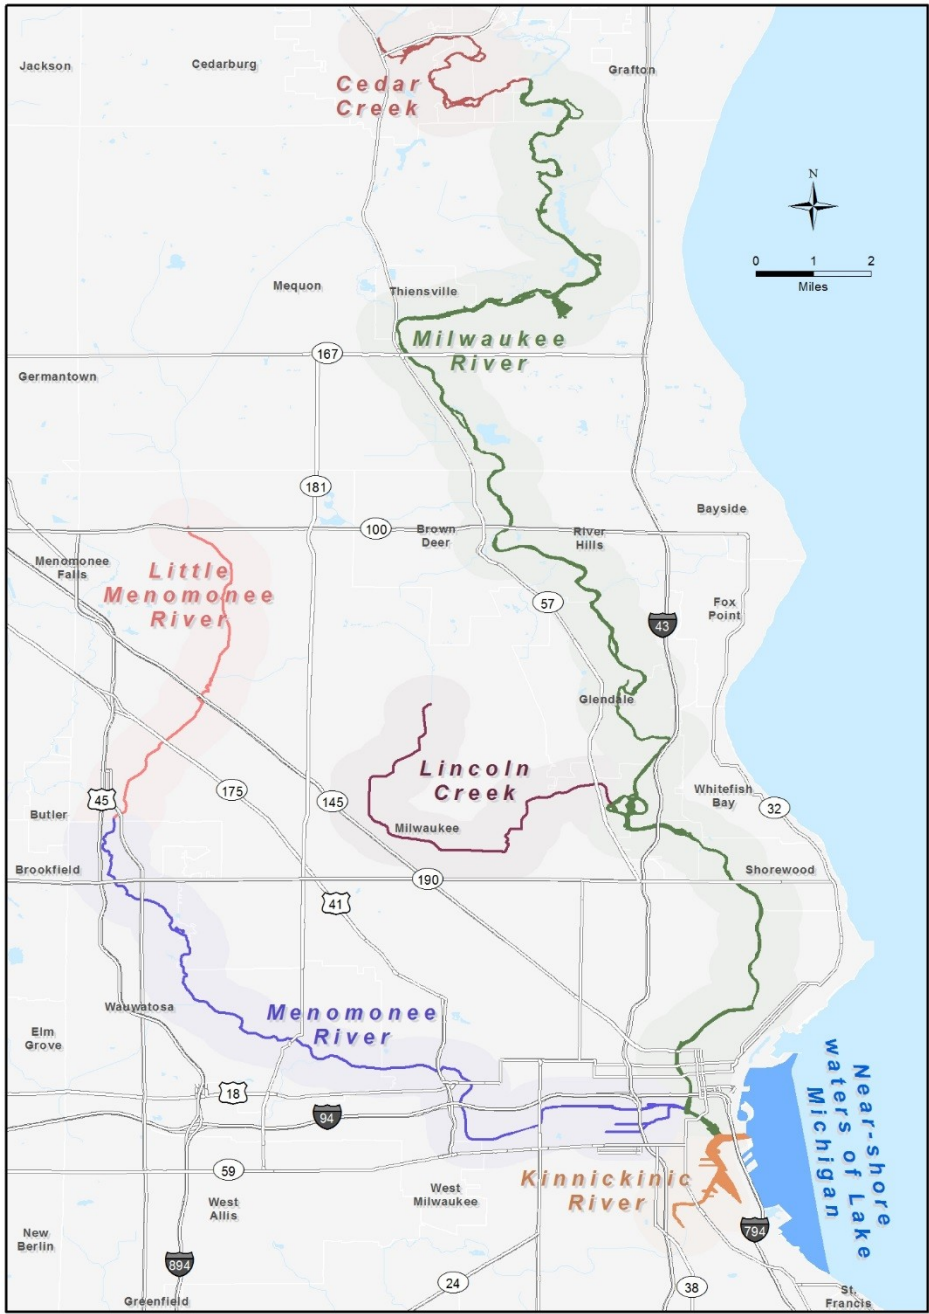 Jackson
Cedarburg
Grafton
Cedar
Creek
N
0 1 2
Miles
Mequon
Thiensville
Milwaukee
River
167
Germantown
181
Bayside
100
Brown
Deer
River
Hills
Menomonee
Falls
Little
Menomonee
River
57
Fox
Point
43
Glendale
Lincoln
Creek
45
175
145
Whitefish
Bay
32
Butler
Milwaukee
Brookfield
190
Shorewood
41
Wauwatosa
Menomonee
River
Elm
Grove
Near-shore
waters of Lake
Michigan
18
94
59
Kinnickinic
River
West
Allis
West
Milwaukee
New
Berlin
794
894
24
38
St.
Francis
Greenfield